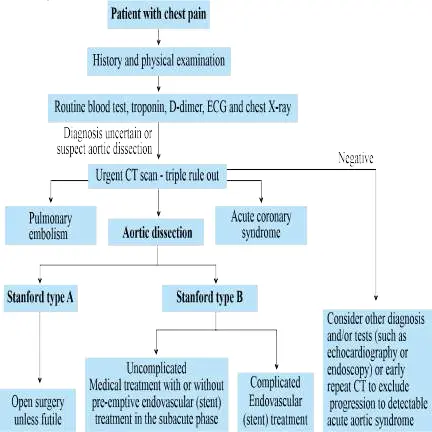 Patient with chest pain
History and physical examination
Routine blood test, troponin, D-dimer, ECG and chest X-ray
Diagnosis uncertain or
suspect aortic dissection
Negative
Urgent CT scan - triple rule out
Pulmonary
embolism
Aortic dissection
Acute coronary
syndrome
Stanford type A
Stanford type B
Open surgery
unless futile
Uncomplicated
Medical treatment with or without
pre-emptive endovascular (stent)
treatment in the subacute phase
Complicated
Endovascular
(stent) treatment
Consider other diagnosis
and/or tests (such as
echocardiography or
endoscopy) or early
repeat CT to exclude
progression to detectable
acute aortic syndrome